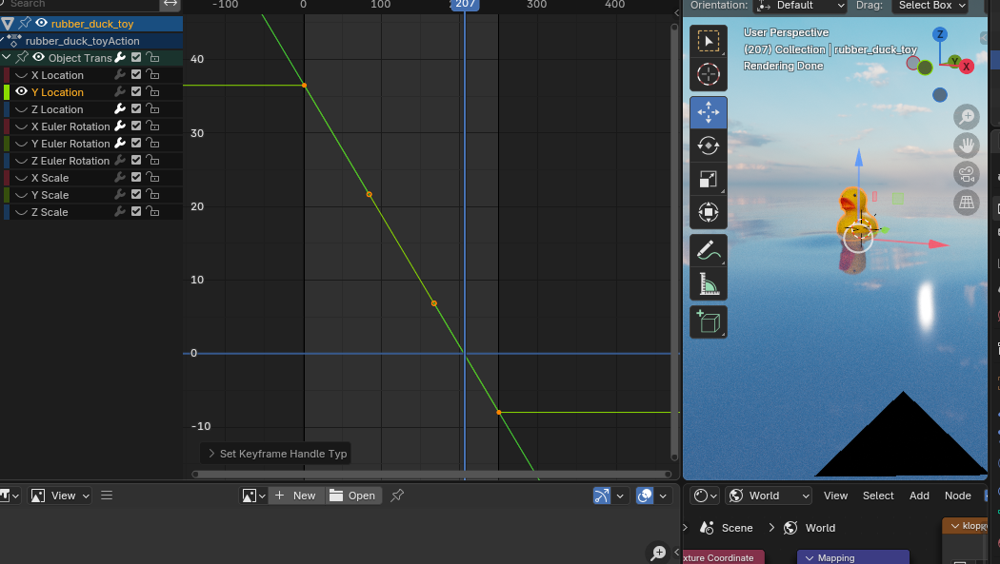 Search
rubber_duck_toy
rubber_duck_toyAction
Object Trans
X Location
Y Location
Z Location
X Euler Rotation
Y Euler Rotation
Z Euler Rotation
X Scale
Y Scale
Z Scale
-100 0 100 207 300 400
40
30
20
10
0
-10
Set Keyframe Handle Typ
Orientation: Default Drag: Select Box
User Perspective
(207) Collection | rubber_duck_toy
Rendering Done
Z
Y
X
View
New
Open
World
View Select Add Node
Scene World
xture Coordinate
Mapping
klopp